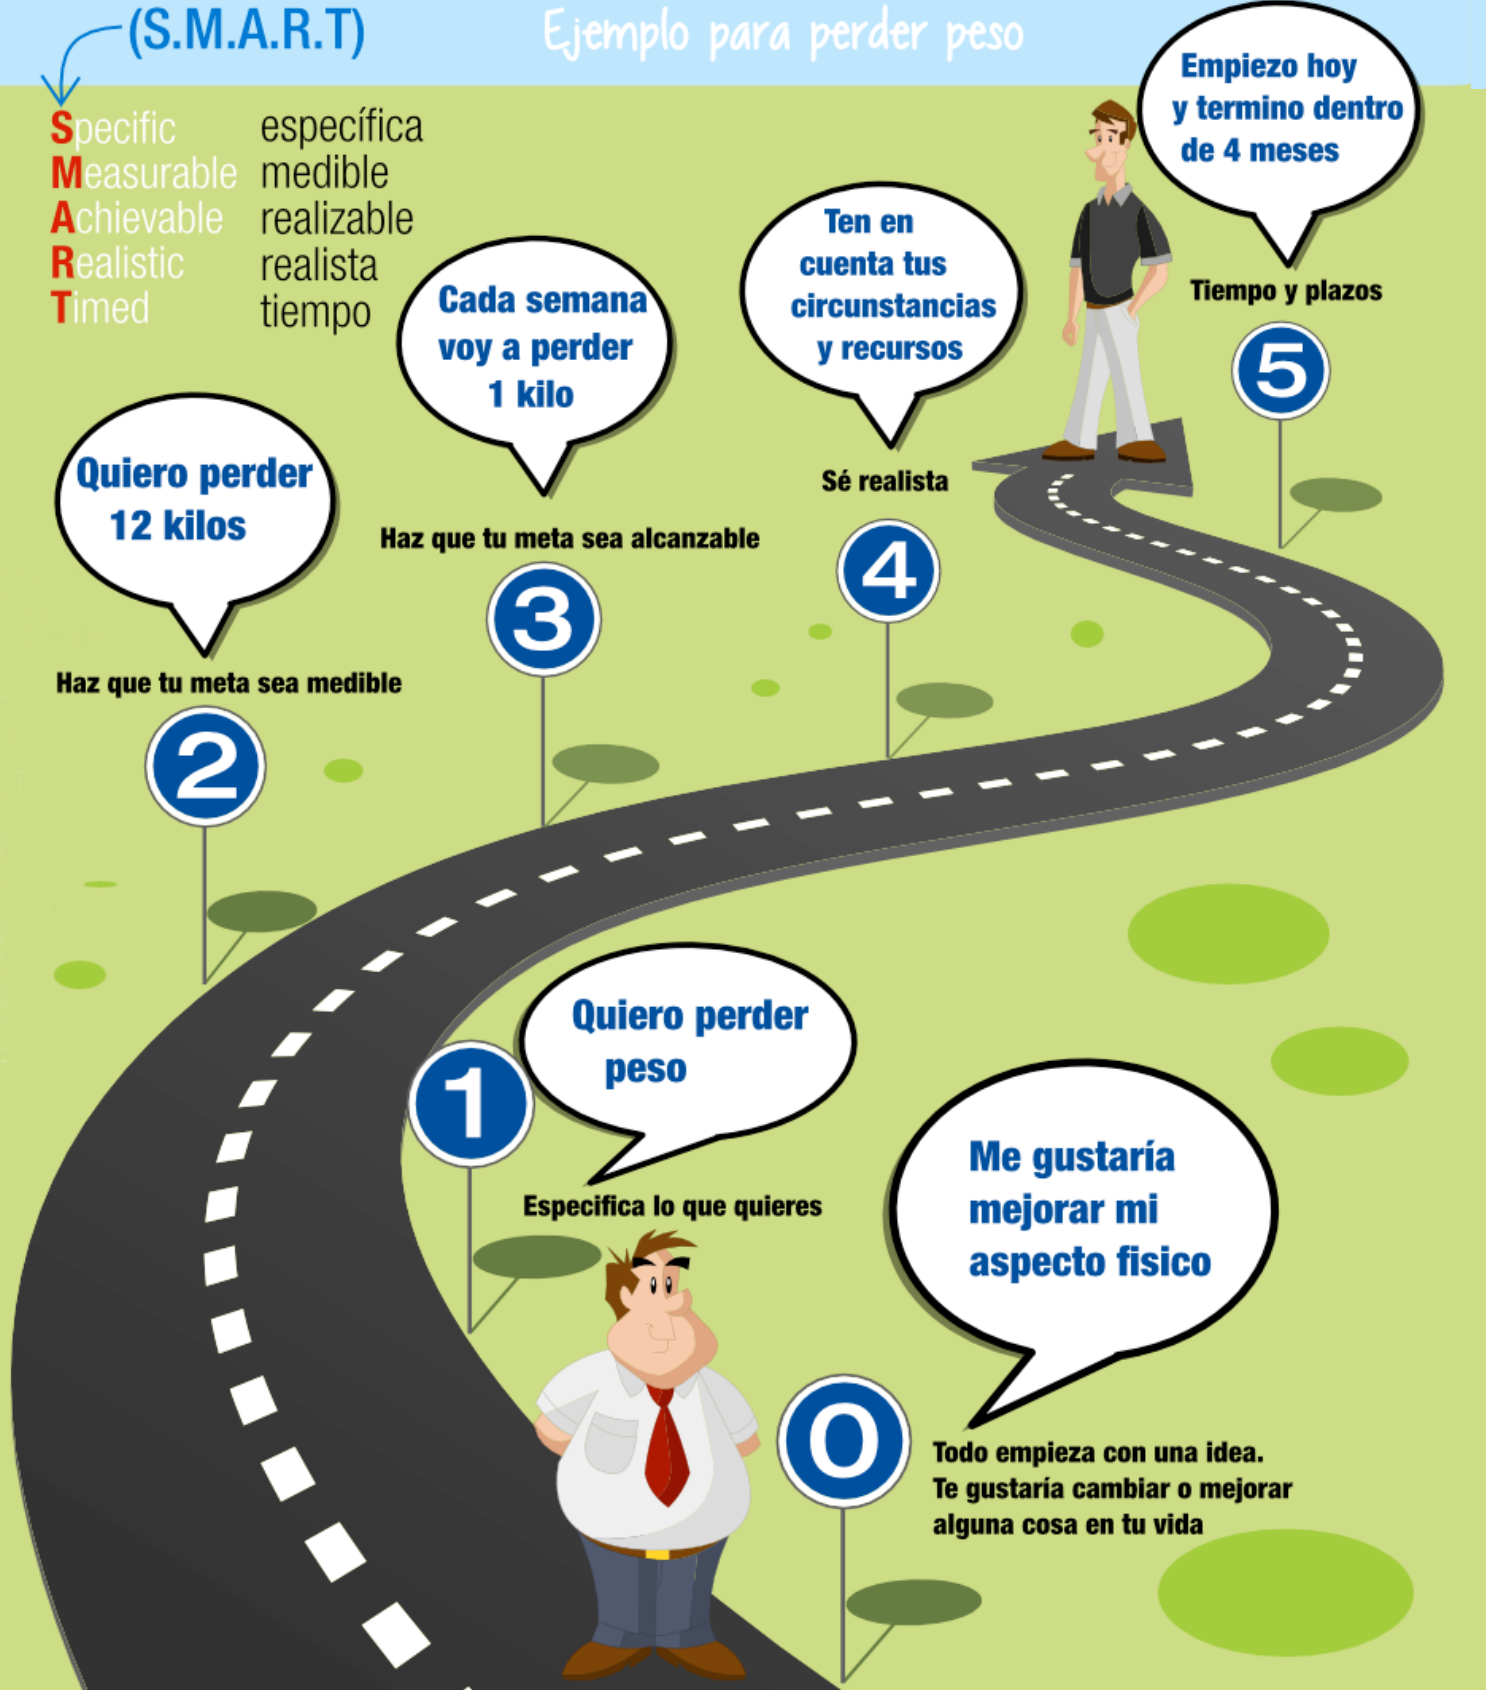 (S.M.A.R.T)
Ejemplo para perder peso
Specific específica
Measurable medible
Achievable realizable
Realistic realista
Timed tiempo
Empiezo hoy
y termino dentro
de 4 meses
Tiempo y plazos
5
Ten en
cuenta tus
circunstancias
y recursos
Sé realista
4
Cada semana
voy a perder
1 kilo
Haz que tu meta sea alcanzable
3
Quiero perder
12 kilos
Haz que tu meta sea medible
2
Quiero perder
peso
1
Especifica lo que quieres
Me gustaría
mejorar mi
aspecto fisico
0
Todo empieza con una idea.
Te gustaría cambiar o mejorar
alguna cosa en tu vida